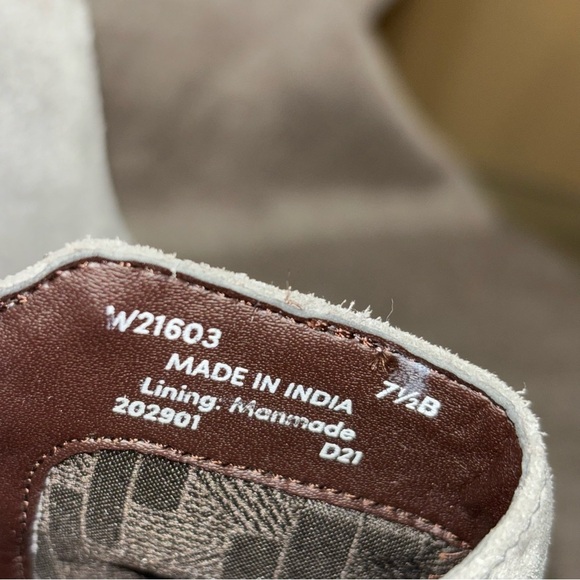 W21603 7½B
MADE IN INDIA
Lining: Manmade
202901 D21